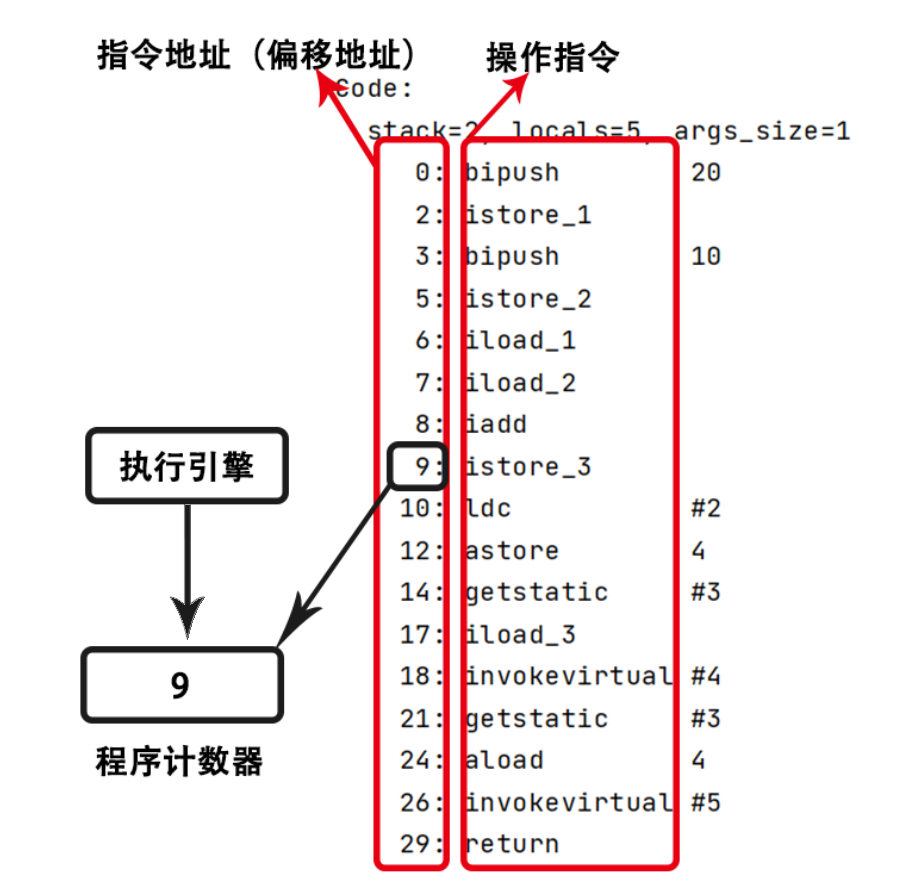 指令地址（偏移地址） 操作指令
Code:
stack=2, locals=5, args_size=1
0: bipush 20
2: istore_1
3: bipush 10
5: istore_2
6: iload_1
7: iload_2
8: iadd
执行引擎
9: istore_3
10: ldc #2
12: astore 4
14: getstatic #3
17: iload_3
18: invokevirtual #4
9
21: getstatic #3
程序计数器
24: aload 4
26: invokevirtual #5
29: return